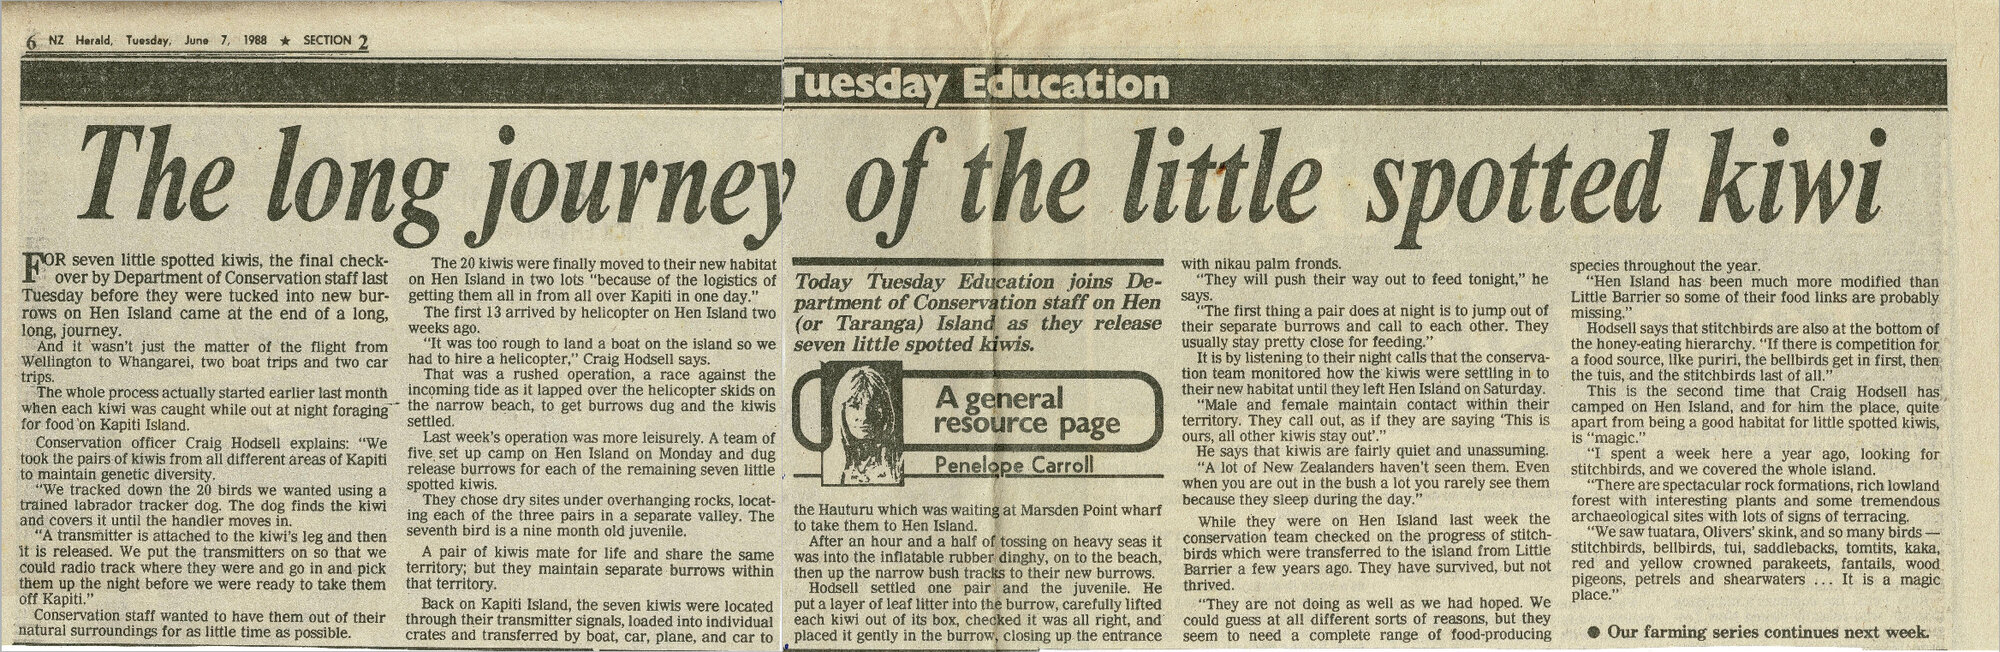 6 NZ Herald, Tuesday, June 7, 1988 ★ SECTION 2
Tuesday Education
The long journey of the little spotted kiwi
FOR seven little spotted kiwis, the final check-
over by Department of Conservation staff last
Tuesday before they were tucked into new bur-
rows on Hen Island came at the end of a long,
long, journey.
And it wasn't just the matter of the flight from
Wellington to Whangarei, two boat trips and two car
trips.
The whole process actually started earlier last month
when each kiwi was caught while out at night foraging
for food on Kapiti Island.
Conservation officer Craig Hodsell explains: "We
took the pairs of kiwis from all different areas of Kapiti
to maintain genetic diversity.
"We tracked down the 20 birds we wanted using a
trained labrador tracker dog. The dog finds the kiwi
and covers it until the handler moves in.
"A transmitter is attached to the kiwi's leg and then
it is released. We put the transmitters on so that we
could radio track where they were and go in and pick
them up the night before we were ready to take them
off Kapiti."
Conservation staff wanted to have them out of their
natural surroundings for as little time as possible.
The 20 kiwis were finally moved to their new habitat
on Hen Island in two lots "because of the logistics of
getting them all in from all over Kapiti in one day."
The first 13 arrived by helicopter on Hen Island two
weeks ago.
"It was too rough to land a boat on the island so we
had to hire a helicopter," Craig Hodsell says.
That was a rushed operation, a race against the
incoming tide as it lapped over the helicopter skids on
the narrow beach, to get burrows dug and the kiwis
settled.
Last week's operation was more leisurely. A team of
five set up camp on Hen Island on Monday and dug
release burrows for each of the remaining seven little
spotted kiwis.
They chose dry sites under overhanging rocks, locat-
ing each of the three pairs in a separate valley. The
seventh bird is a nine month old juvenile.
A pair of kiwis mate for life and share the same
territory; but they maintain separate burrows within
that territory.
Back on Kapiti Island, the seven kiwis were located
through their transmitter signals, loaded into individual
crates and transferred by boat, car, plane, and car to
Today Tuesday Education joins De-
partment of Conservation staff on Hen
(or Taranga) Island as they release
seven little spotted kiwis.
A general
resource page
Penelope Carroll
the Hauturu which was waiting at Marsden Point wharf
to take them to Hen Island.
After an hour and a half of tossing on heavy seas it
was into the inflatable rubber dinghy, on to the beach,
then up the narrow bush tracks to their new burrows.
Hodsell settled one pair and the juvenile. He
put a layer of leaf litter into the burrow, carefully lifted
each kiwi out of its box, checked it was all right, and
placed it gently in the burrow, closing up the entrance
with nikau palm fronds.
"They will push their way out to feed tonight," he
says.
"The first thing a pair does at night is to jump out of
their separate burrows and call to each other. They
usually stay pretty close for feeding."
It is by listening to their night calls that the conserva-
tion team monitored how the kiwis were settling in to
their new habitat until they left Hen Island on Saturday.
"Male and female maintain contact within their
territory. They call out, as if they are saying 'This is
ours, all other kiwis stay out'."
He says that kiwis are fairly quiet and unassuming.
"A lot of New Zealanders haven't seen them. Even
when you are out in the bush a lot you rarely see them
because they sleep during the day."
While they were on Hen Island last week the
conservation team checked on the progress of stitch-
birds which were transferred to the island from Little
Barrier a few years ago. They have survived, but not
thrived.
"They are not doing as well as we had hoped. We
could guess at all different sorts of reasons, but they
seem to need a complete range of food-producing
species throughout the year.
"Hen Island has been much more modified than
Little Barrier so some of their food links are probably
missing."
Hodsell says that stitchbirds are also at the bottom of
the honey-eating hierarchy. "If there is competition for
a food source, like puriri, the bellbirds get in first, then
the tuis, and the stitchbirds last of all."
This is the second time that Craig Hodsell has
camped on Hen Island, and for him the place, quite
apart from being a good habitat for little spotted kiwis,
is "magic."
"I spent a week here a year ago, looking for
stitchbirds, and we covered the whole island.
"There are spectacular rock formations, rich lowland
forest with interesting plants and some tremendous
archaeological sites with lots of signs of terracing.
"We saw tuatara, Olivers' skink, and so many birds —
stitchbirds, bellbirds, tui, saddlebacks, tomtits, kaka,
red and yellow crowned parakeets, fantails, wood
pigeons, petrels and shearwaters ... It is a magic
place."
● Our farming series continues next week.